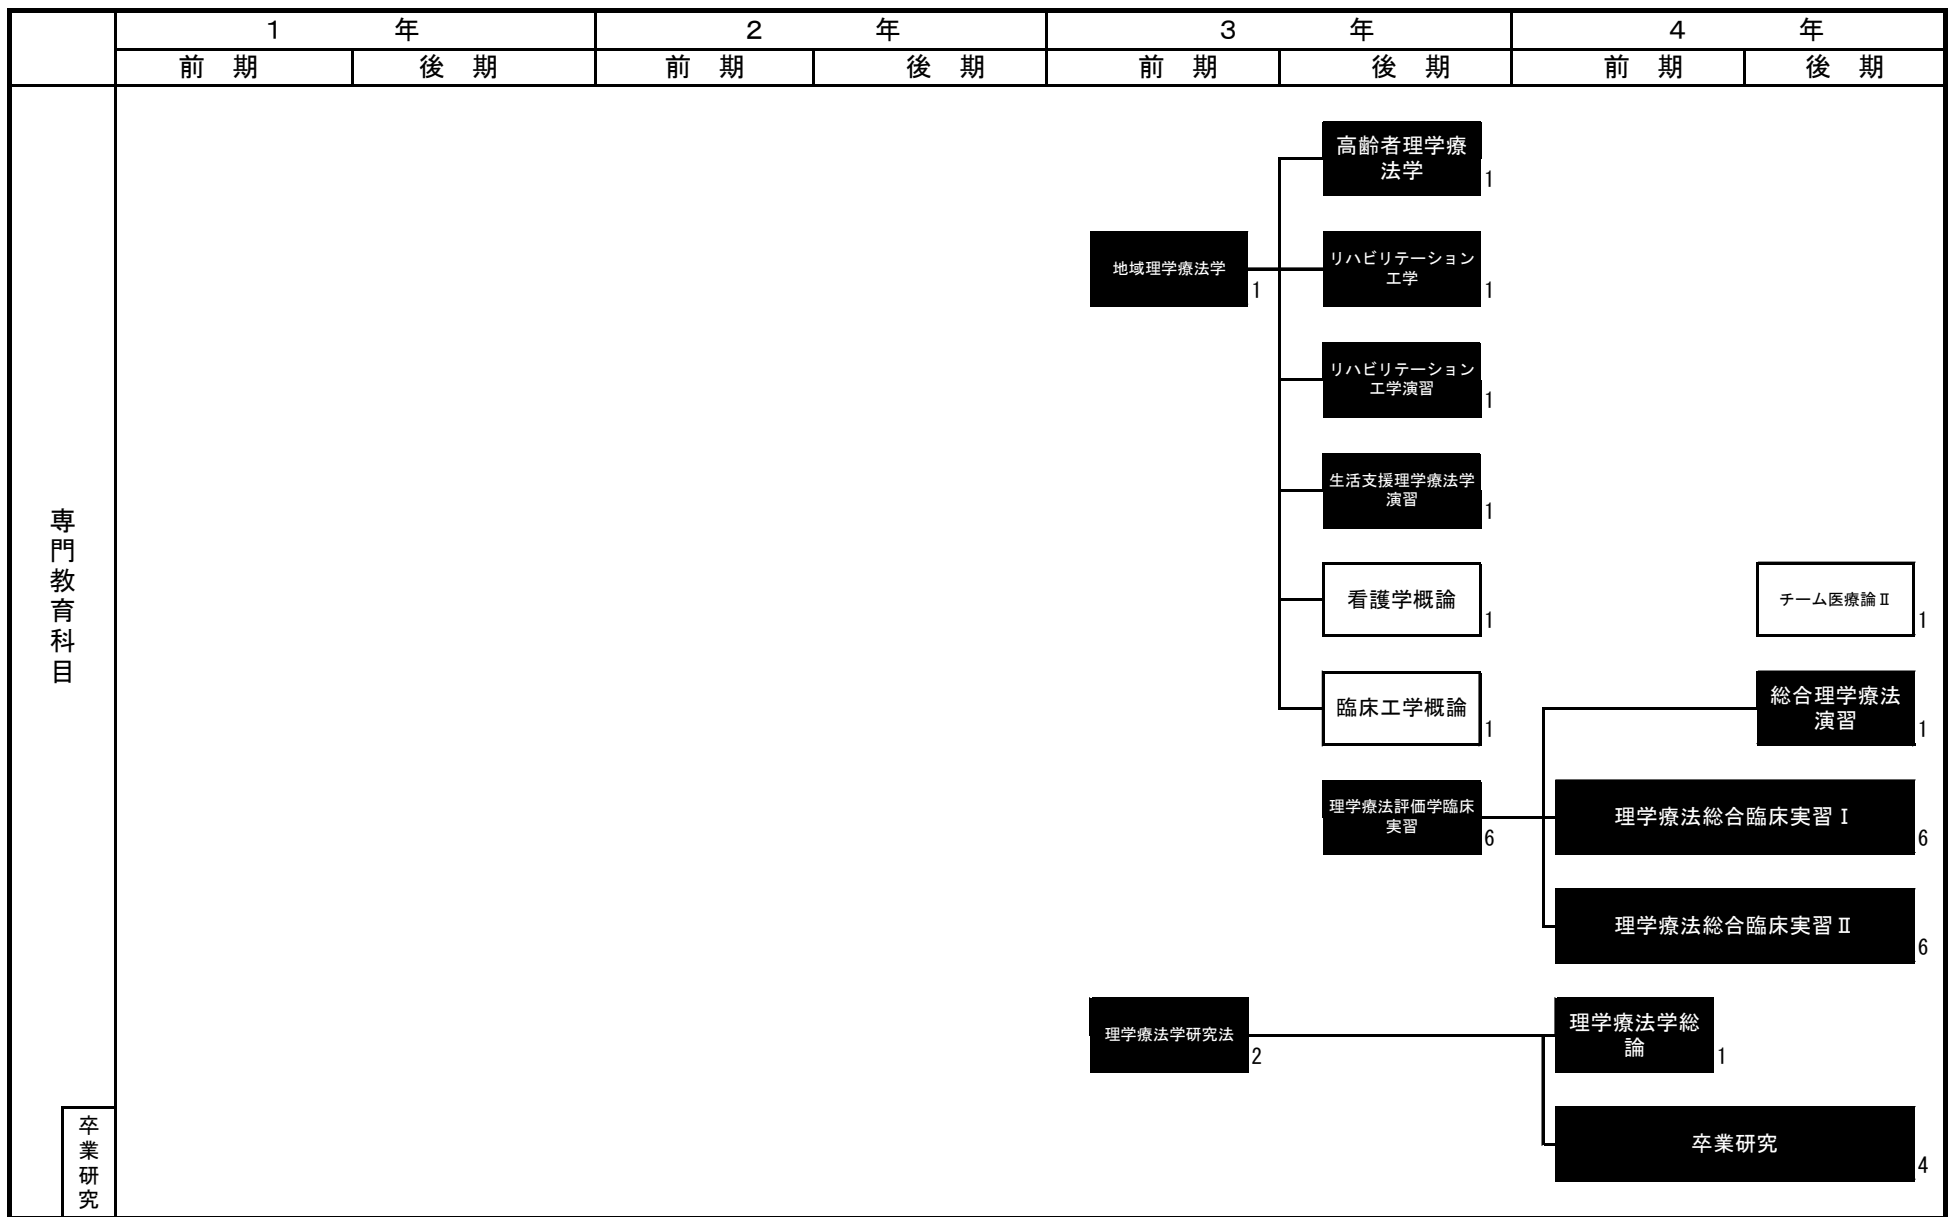 1 年 2 年 3 年 4 年
前 期 後 期 前 期 後 期 前 期 後 期 前 期 後 期
専門教育科目
高齢者理学療
法学
1
地域理学療法学
1
リハビリテーション
工学
1
リハビリテーション
工学演習
1
生活支援理学療法学
演習
1
看護学概論
1
チーム医療論Ⅱ
1
臨床工学概論
1
総合理学療法
演習
1
理学療法評価学臨床
実習
6
理学療法総合臨床実習Ⅰ
6
理学療法総合臨床実習Ⅱ
6
理学療法学研究法
2
理学療法学総
論
1
卒業研究
卒業研究
4